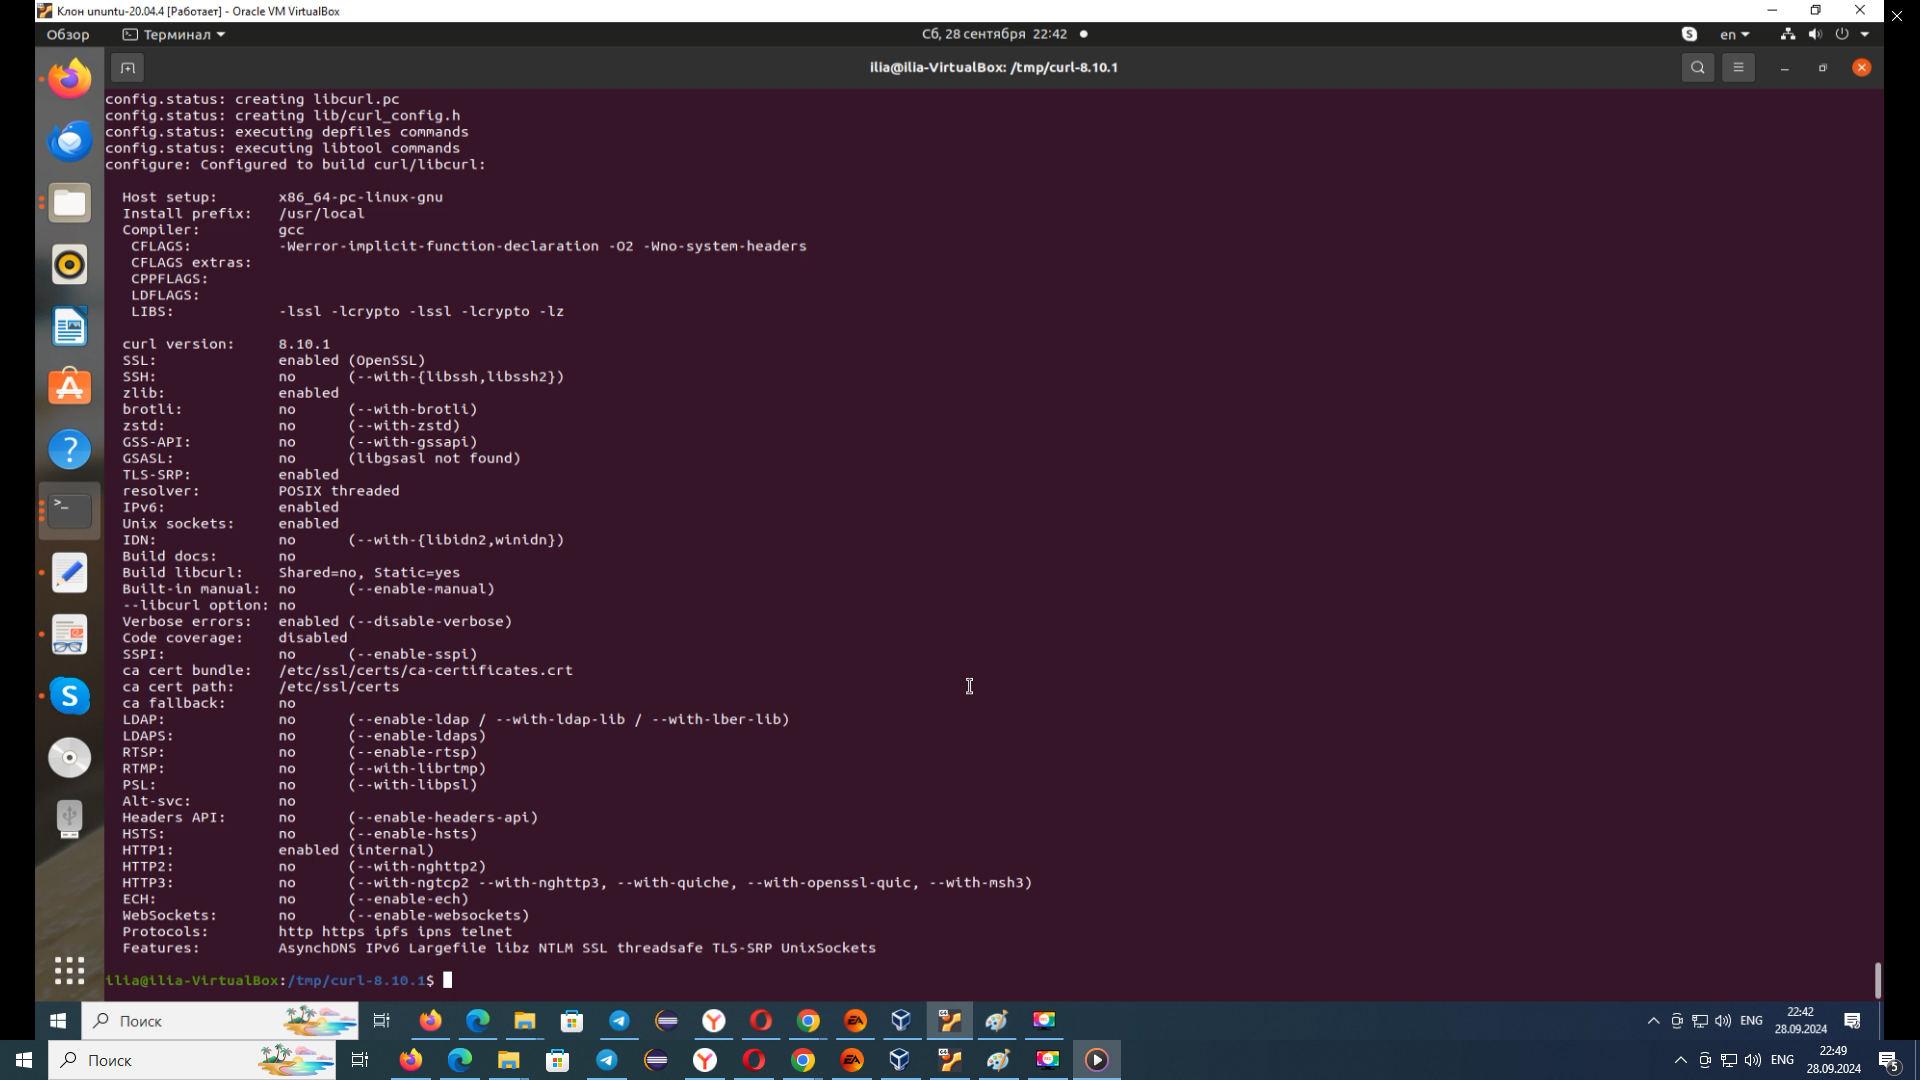 Клон ununtu-20.04.4 [Работает] - Oracle VM VirtualBox
Обзор Терминал Сб, 28 сентября 22:42 en
ilia@ilia-VirtualBox: /tmp/curl-8.10.1
config.status: creating libcurl.pc
config.status: creating lib/curl_config.h
config.status: executing depfiles commands
config.status: executing libtool commands
configure: Configured to build curl/libcurl:
Host setup: x86_64-pc-linux-gnu
Install prefix: /usr/local
Compiler: gcc
CFLAGS: -Werror-implicit-function-declaration -O2 -Wno-system-headers
CFLAGS extras:
CPPFLAGS:
LDFLAGS:
LIBS: -lssl -lcrypto -lssl -lcrypto -lz
curl version: 8.10.1
SSL: enabled (OpenSSL)
SSH: no (--with-{libssh,libssh2})
zlib: enabled
brotli: no (--with-brotli)
zstd: no (--with-zstd)
GSS-API: no (--with-gssapi)
GSASL: no (libgsasl not found)
TLS-SRP: enabled
resolver: POSIX threaded
IPv6: enabled
Unix sockets: enabled
IDN: no (--with-{libidn2,winidn})
Build docs: no
Build libcurl: Shared=no, Static=yes
Built-in manual: no (--enable-manual)
--libcurl option: no
Verbose errors: enabled (--disable-verbose)
Code coverage: disabled
SSPI: no (--enable-sspi)
ca cert bundle: /etc/ssl/certs/ca-certificates.crt
ca cert path: /etc/ssl/certs
ca fallback: no
LDAP: no (--enable-ldap / --with-ldap-lib / --with-lber-lib)
LDAPS: no (--enable-ldaps)
RTSP: no (--enable-rtsp)
RTMP: no (--with-librtmp)
PSL: no (--with-libpsl)
Alt-svc: no
Headers API: no (--enable-headers-api)
HSTS: no (--enable-hsts)
HTTP1: enabled (internal)
HTTP2: no (--with-nghttp2)
HTTP3: no (--with-ngtcp2 --with-nghttp3, --with-quiche, --with-openssl-quic, --with-msh3)
ECH: no (--enable-ech)
WebSockets: no (--enable-websockets)
Protocols: http https ipfs ipns telnet
Features: AsynchDNS IPv6 Largefile libz NTLM SSL threadsafe TLS-SRP UnixSockets
ilia@ilia-VirtualBox:/tmp/curl-8.10.1$
Поиск ENG 22:42
28.09.2024
Поиск ENG 22:49
28.09.2024 5